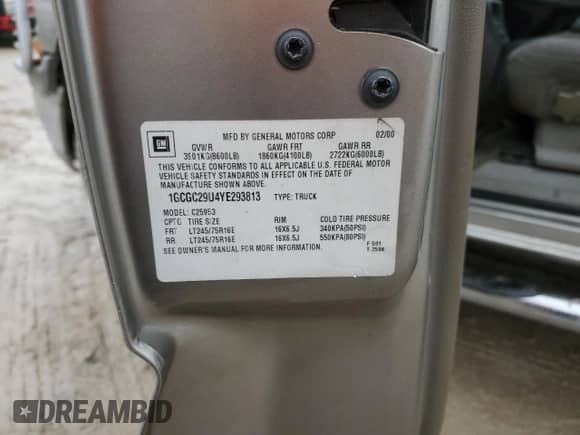 GM
MFD BY GENERAL MOTORS CORP 02/00
GVWR GAWR FRT GAWR RR
3901KG(8600LB) 1860KG(4100LB) 2722KG(6000LB)
THIS VEHICLE CONFORMS TO ALL APPLICABLE U.S. FEDERAL MOTOR
VEHICLE SAFETY STANDARDS IN EFFECT ON THE DATE OF
MANUFACTURE SHOWN ABOVE.
1GCGC29U4YE293813 TYPE: TRUCK
MODEL: C25953
TIRE SIZE RIM COLD TIRE PRESSURE
FRT LT245/75R16E 16X6.5J 340KPA(50PSI)
RR LT245/75R16E 16X6.5J 550KPA(80PSI)
SEE OWNER'S MANUAL FOR MORE INFORMATION.
DREAMBID